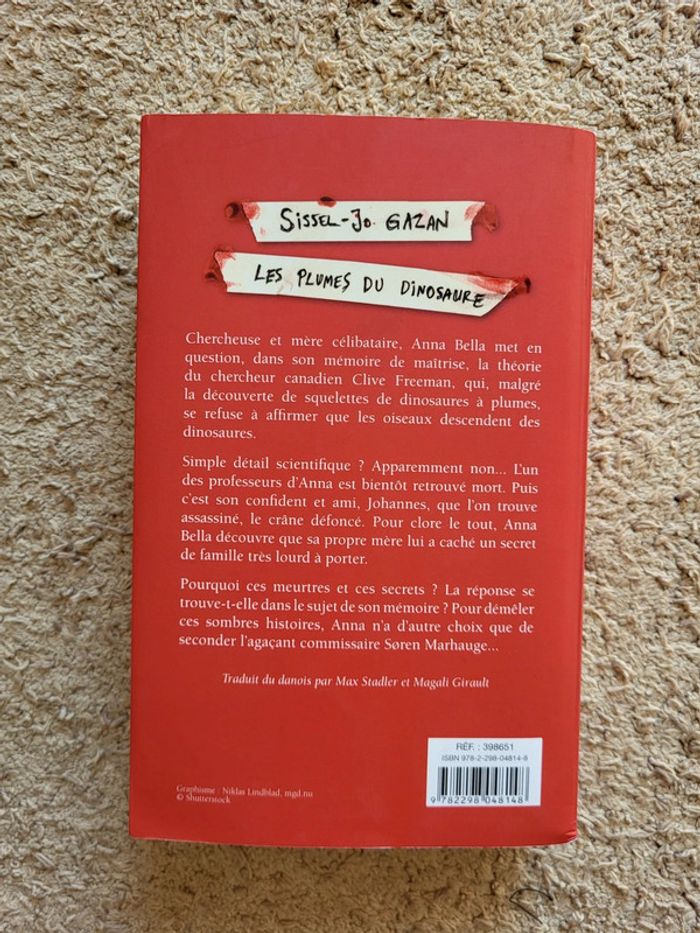 SISSEL-JO GAZAN
LES PLUMES DU DINOSAURE
Chercheuse et mère célibataire, Anna Bella met en
question, dans son mémoire de maîtrise, la théorie
du chercheur canadien Clive Freeman, qui, malgré
la découverte de squelettes de dinosaures à plumes,
se refuse à affirmer que les oiseaux descendent des
dinosaures.
Simple détail scientifique ? Apparemment non... L'un
des professeurs d'Anna est bientôt retrouvé mort. Puis
c'est son confident et ami, Johannes, que l'on trouve
assassiné, le crâne défoncé. Pour clore le tout, Anna
Bella découvre que sa propre mère lui a caché un secret
de famille très lourd à porter.
Pourquoi ces meurtres et ces secrets ? La réponse se
trouve-t-elle dans le sujet de son mémoire ? Pour démêler
ces sombres histoires, Anna n'a d'autre choix que de
seconder l'agaçant commissaire Søren Marhauge...
Traduit du danois par Max Stadler et Magali Girault
RÉF. : 398651
ISBN 978-2-298-04814-8
9 782298 048148
Graphisme : Niklas Lindblad, mgd.nu
© Shutterstock